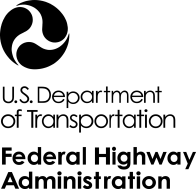 U.S. Department
of Transportation
Federal Highway
Administration